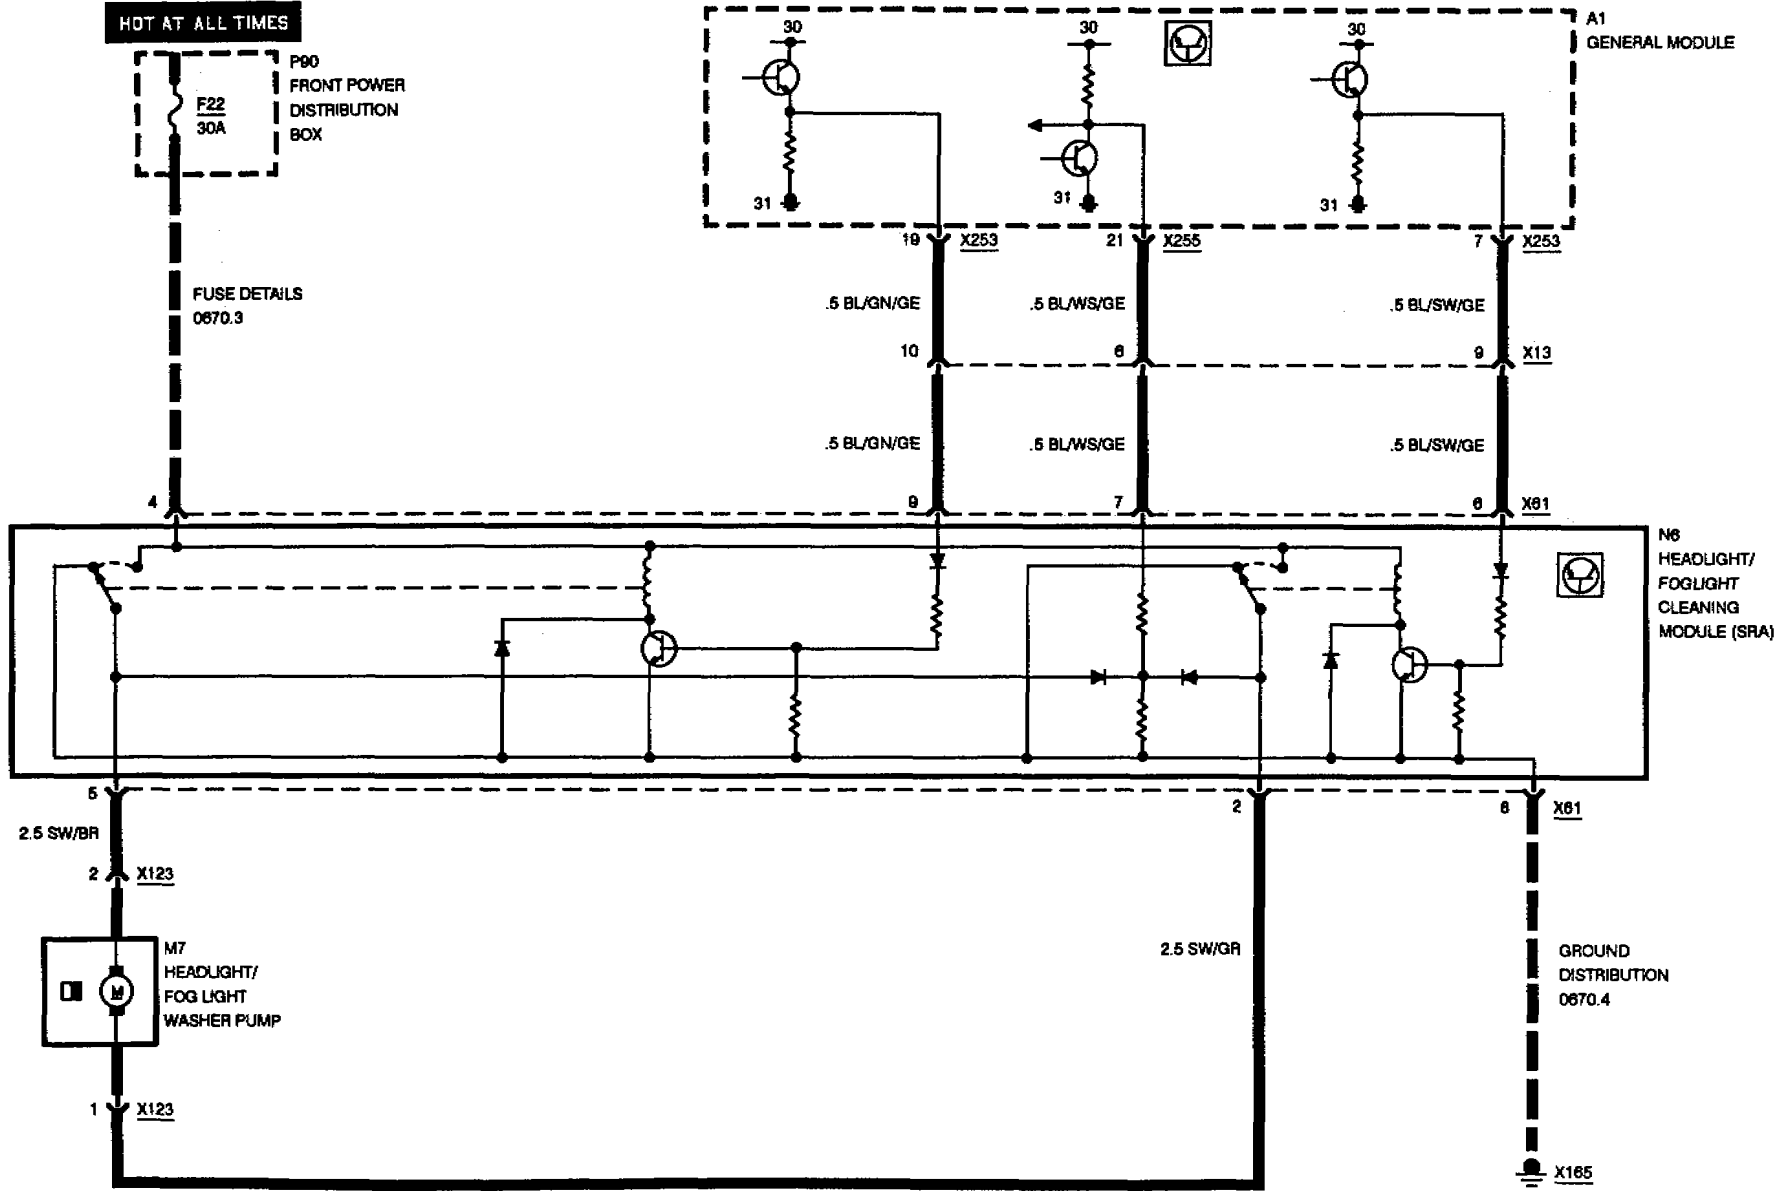 HOT AT ALL TIMES
P90
FRONT POWER
DISTRIBUTION
BOX
F22
30A
FUSE DETAILS
0670.3
30
30
30
A1
GENERAL MODULE
31
31
31
19 X253
21 X255
7 X253
.5 BL/GN/GE
.5 BL/WS/GE
.5 BL/SW/GE
10
6
9 X13
.5 BL/GN/GE
.5 BL/WS/GE
.5 BL/SW/GE
4
9
7
6 X61
N6
HEADLIGHT/
FOGLIGHT
CLEANING
MODULE (SRA)
5
2
8 X61
2.5 SW/BR
2 X123
M7
HEADLIGHT/
FOG LIGHT
WASHER PUMP
M
2.5 SW/GR
GROUND
DISTRIBUTION
0670.4
1 X123
X165